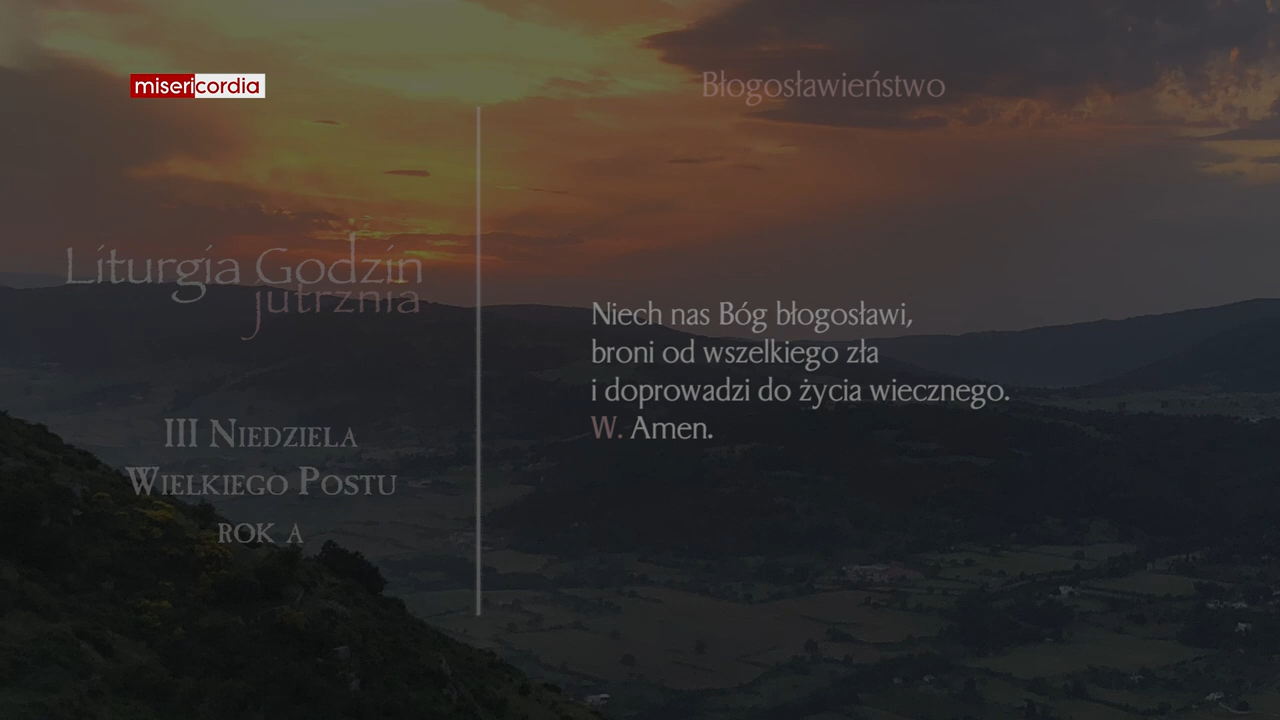 misericordia
Błogosławieństwo
Liturgia Godzin
jutrznia
III Niedziela
Wielkiego Postu
rok a
Niech nas Bóg błogosławi,
broni od wszelkiego zła
i doprowadzi do życia wiecznego.
W. Amen.